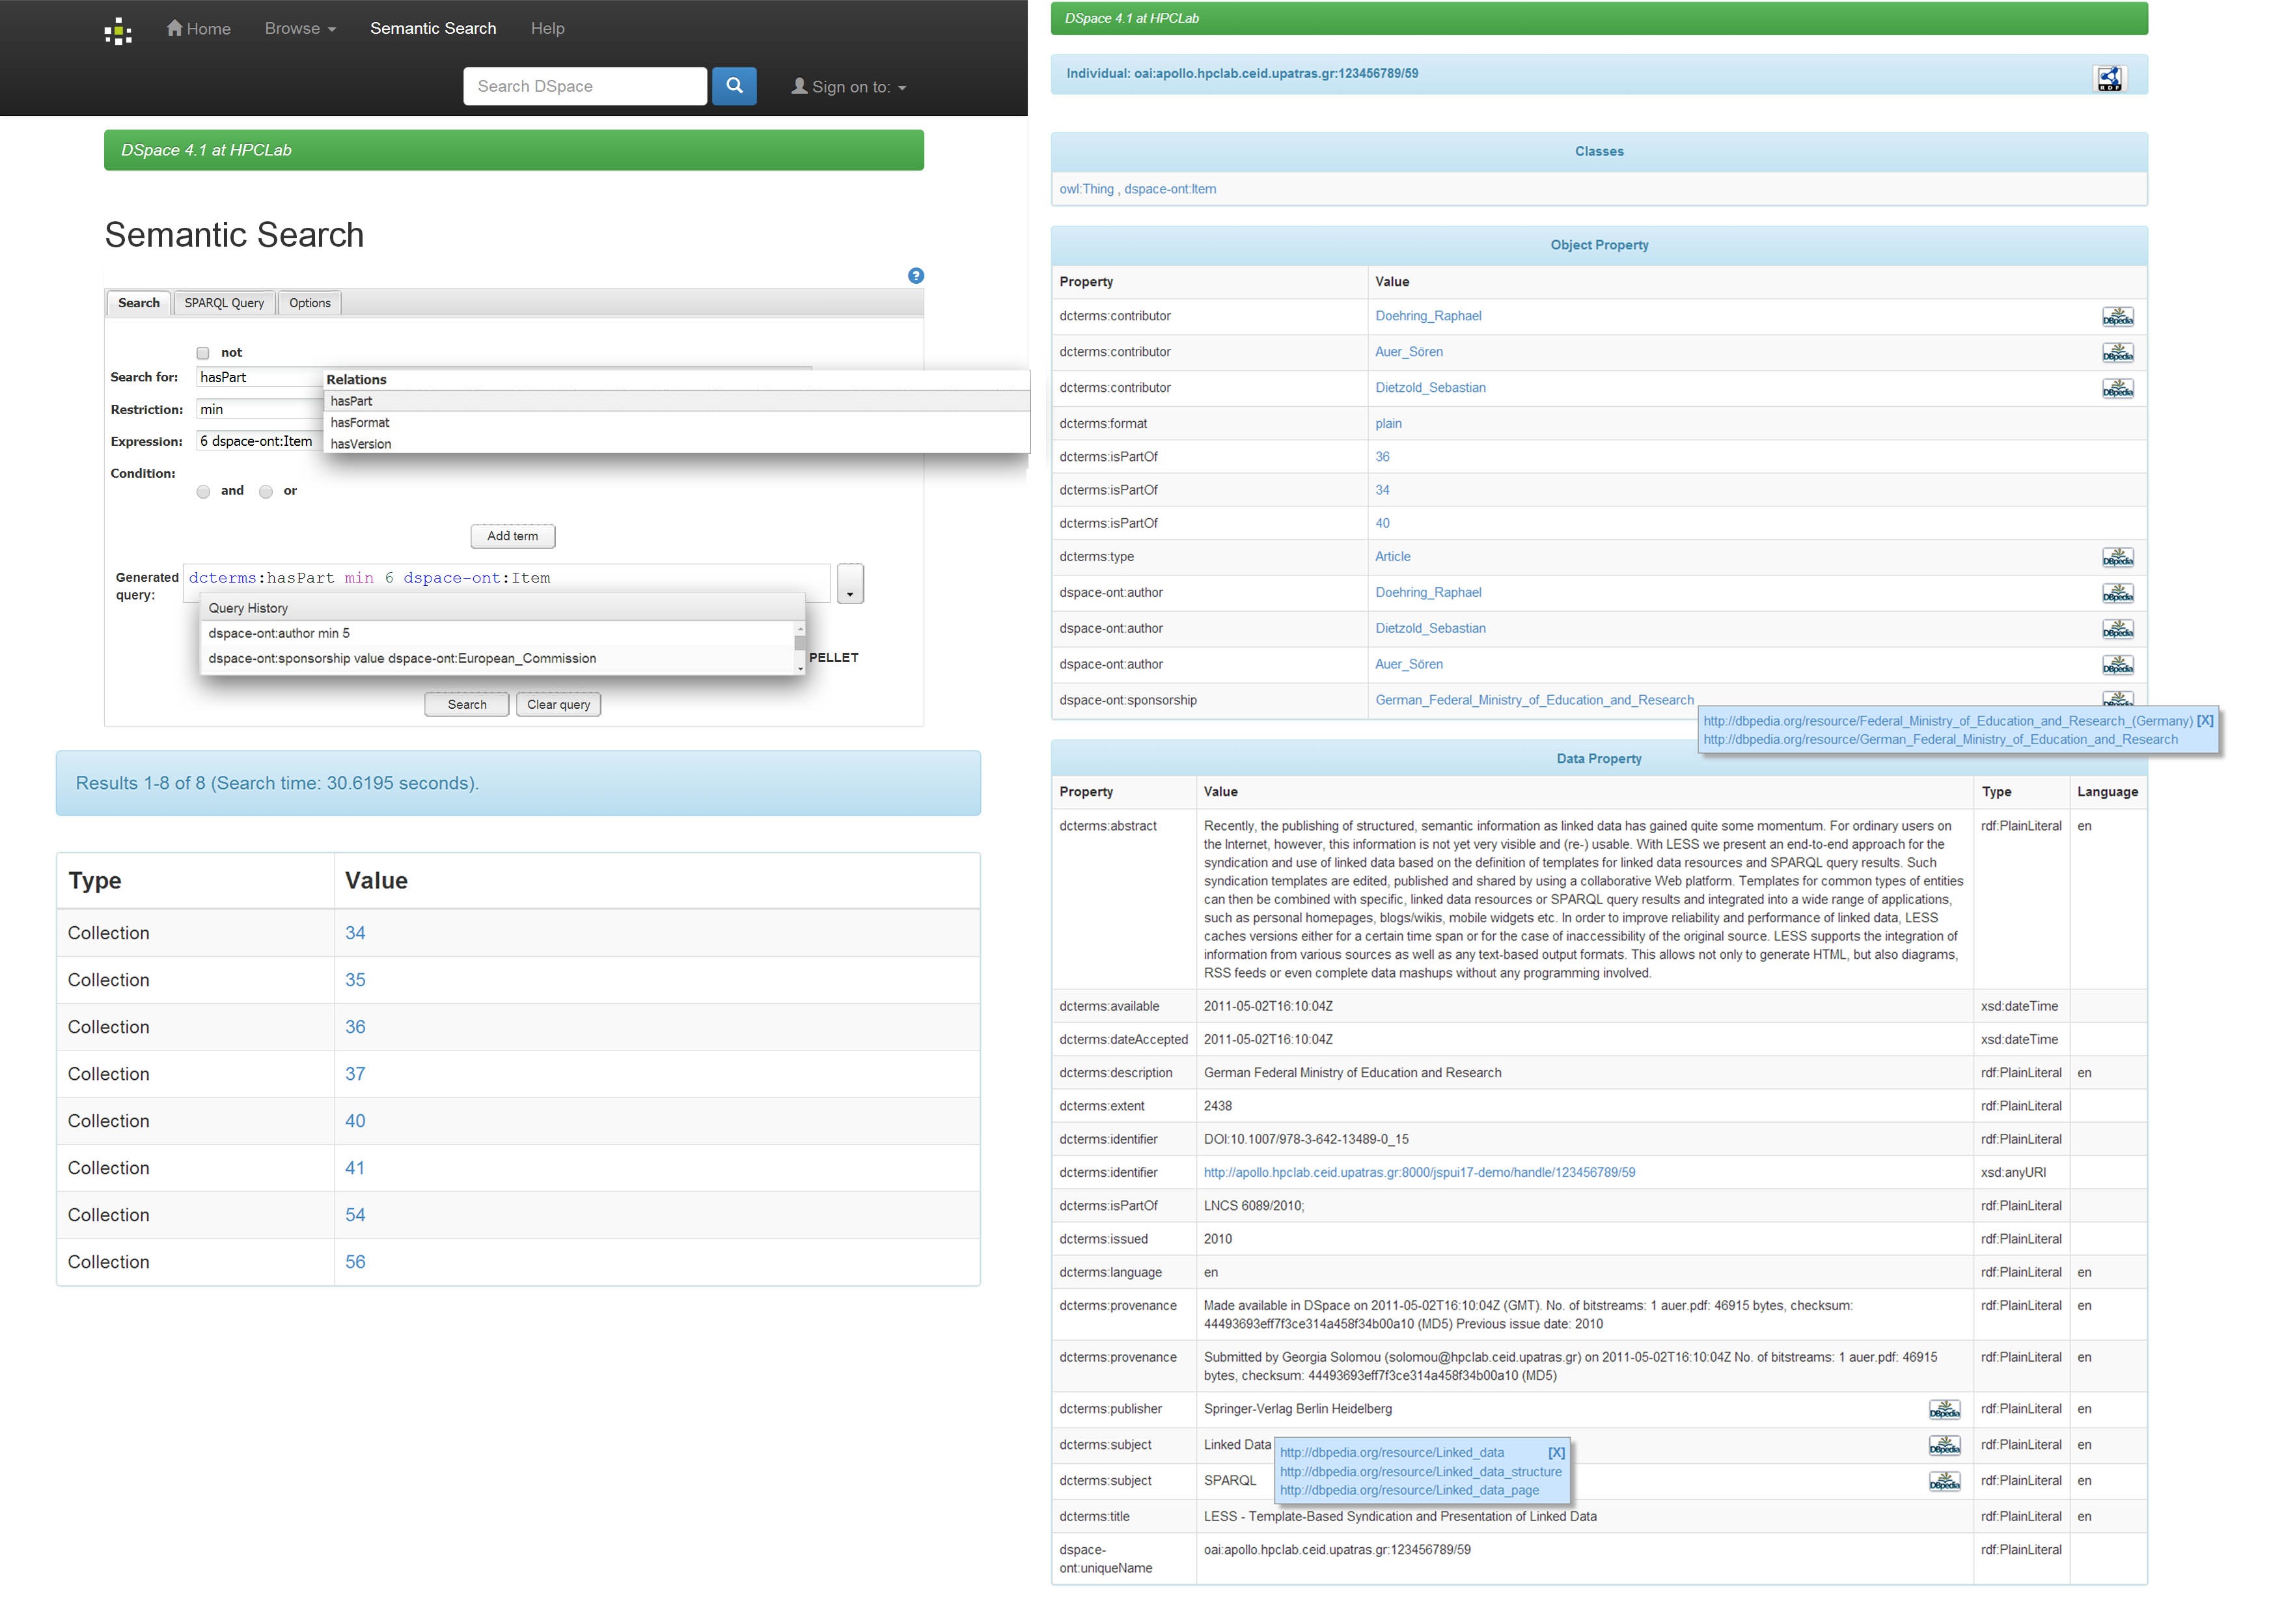 Home Browse Semantic Search Help
Search DSpace Sign on to:
DSpace 4.1 at HPCLab
Semantic Search
?
Search SPARQL Query Options
not
Search for: hasPart
Relations
hasPart
hasFormat
hasVersion
Restriction: min
Expression: 6 dspace-ont:Item
Condition:
and or
Add term
Generated query: dcterms:hasPart min 6 dspace-ont:Item
Query History
dspace-ont:author min 5
dspace-ont:sponsorship value dspace-ont:European_Commission
PELLET
Search Clear query
Results 1-8 of 8 (Search time: 30.6195 seconds).
Type Value
Collection 34
Collection 35
Collection 36
Collection 37
Collection 40
Collection 41
Collection 54
Collection 56
DSpace 4.1 at HPCLab
Individual: oai:apollo.hpclab.ceid.upatras.gr:123456789/59
RDF
Classes
owl:Thing , dspace-ont:Item
Object Property
Property Value
dcterms:contributor Doehring_Raphael DBpedia
dcterms:contributor Auer_Sören DBpedia
dcterms:contributor Dietzold_Sebastian DBpedia
dcterms:format plain
dcterms:isPartOf 36
dcterms:isPartOf 34
dcterms:isPartOf 40
dcterms:type Article DBpedia
dspace-ont:author Doehring_Raphael DBpedia
dspace-ont:author Dietzold_Sebastian DBpedia
dspace-ont:author Auer_Sören DBpedia
dspace-ont:sponsorship German_Federal_Ministry_of_Education_and_Research
http://dbpedia.org/resource/Federal_Ministry_of_Education_and_Research_(Germany) [X]
http://dbpedia.org/resource/German_Federal_Ministry_of_Education_and_Research
Data Property
Property Value Type Language
dcterms:abstract Recently, the publishing of structured, semantic information as linked data has gained quite some momentum. For ordinary users on rdf:PlainLiteral en
the Internet, however, this information is not yet very visible and (re-) usable. With LESS we present an end-to-end approach for the
syndication and use of linked data based on the definition of templates for linked data resources and SPARQL query results. Such
syndication templates are edited, published and shared by using a collaborative Web platform. Templates for common types of entities
can then be combined with specific, linked data resources or SPARQL query results and integrated into a wide range of applications,
such as personal homepages, blogs/wikis, mobile widgets etc. In order to improve reliability and performance of linked data, LESS
caches versions either for a certain time span or for the case of inaccessibility of the original source. LESS supports the integration of
information from various sources as well as any text-based output formats. This allows not only to generate HTML, but also diagrams,
RSS feeds or even complete data mashups without any programming involved.
dcterms:available 2011-05-02T16:10:04Z xsd:dateTime
dcterms:dateAccepted 2011-05-02T16:10:04Z xsd:dateTime
dcterms:description German Federal Ministry of Education and Research rdf:PlainLiteral en
dcterms:extent 2438 rdf:PlainLiteral
dcterms:identifier DOI:10.1007/978-3-642-13489-0_15 rdf:PlainLiteral
dcterms:identifier http://apollo.hpclab.ceid.upatras.gr:8000/jspui17-demo/handle/123456789/59 xsd:anyURI
dcterms:isPartOf LNCS 6089/2010; rdf:PlainLiteral
dcterms:issued 2010 rdf:PlainLiteral
dcterms:language en rdf:PlainLiteral en
dcterms:provenance Made available in DSpace on 2011-05-02T16:10:04Z (GMT). No. of bitstreams: 1 auer.pdf: 46915 bytes, checksum: rdf:PlainLiteral en
44493693eff7f3ce314a458f34b00a10 (MD5) Previous issue date: 2010
dcterms:provenance Submitted by Georgia Solomou (solomou@hpclab.ceid.upatras.gr) on 2011-05-02T16:10:04Z No. of bitstreams: 1 auer.pdf: 46915 rdf:PlainLiteral en
bytes, checksum: 44493693eff7f3ce314a458f34b00a10 (MD5)
dcterms:publisher Springer-Verlag Berlin Heidelberg DBpedia rdf:PlainLiteral en
dcterms:subject Linked Data DBpedia rdf:PlainLiteral en
http://dbpedia.org/resource/Linked_data [X]
http://dbpedia.org/resource/Linked_data_structure
http://dbpedia.org/resource/Linked_data_page
dcterms:subject SPARQL DBpedia rdf:PlainLiteral en
dcterms:title LESS - Template-Based Syndication and Presentation of Linked Data rdf:PlainLiteral en
dspace-ont:uniqueName oai:apollo.hpclab.ceid.upatras.gr:123456789/59 rdf:PlainLiteral